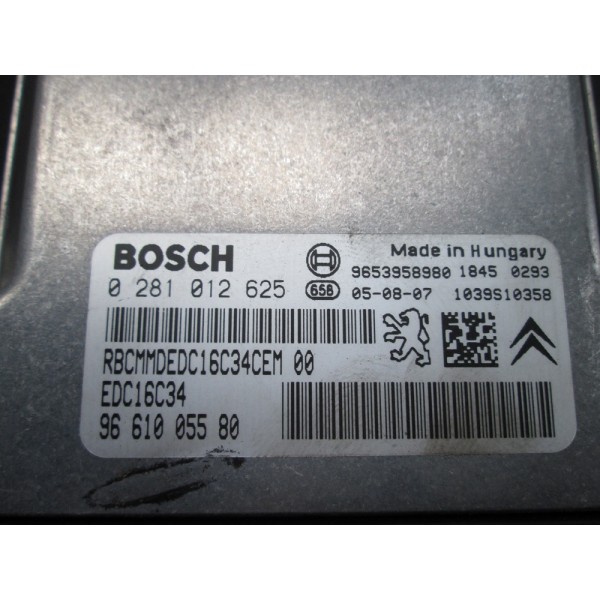 BOSCH
Made in Hungary
9653958980 1845 0293
0 281 012 625
65B 05-08-07 1039S10358
RBCMMDEDC16C34CEM 00
EDC16C34
96 610 055 80